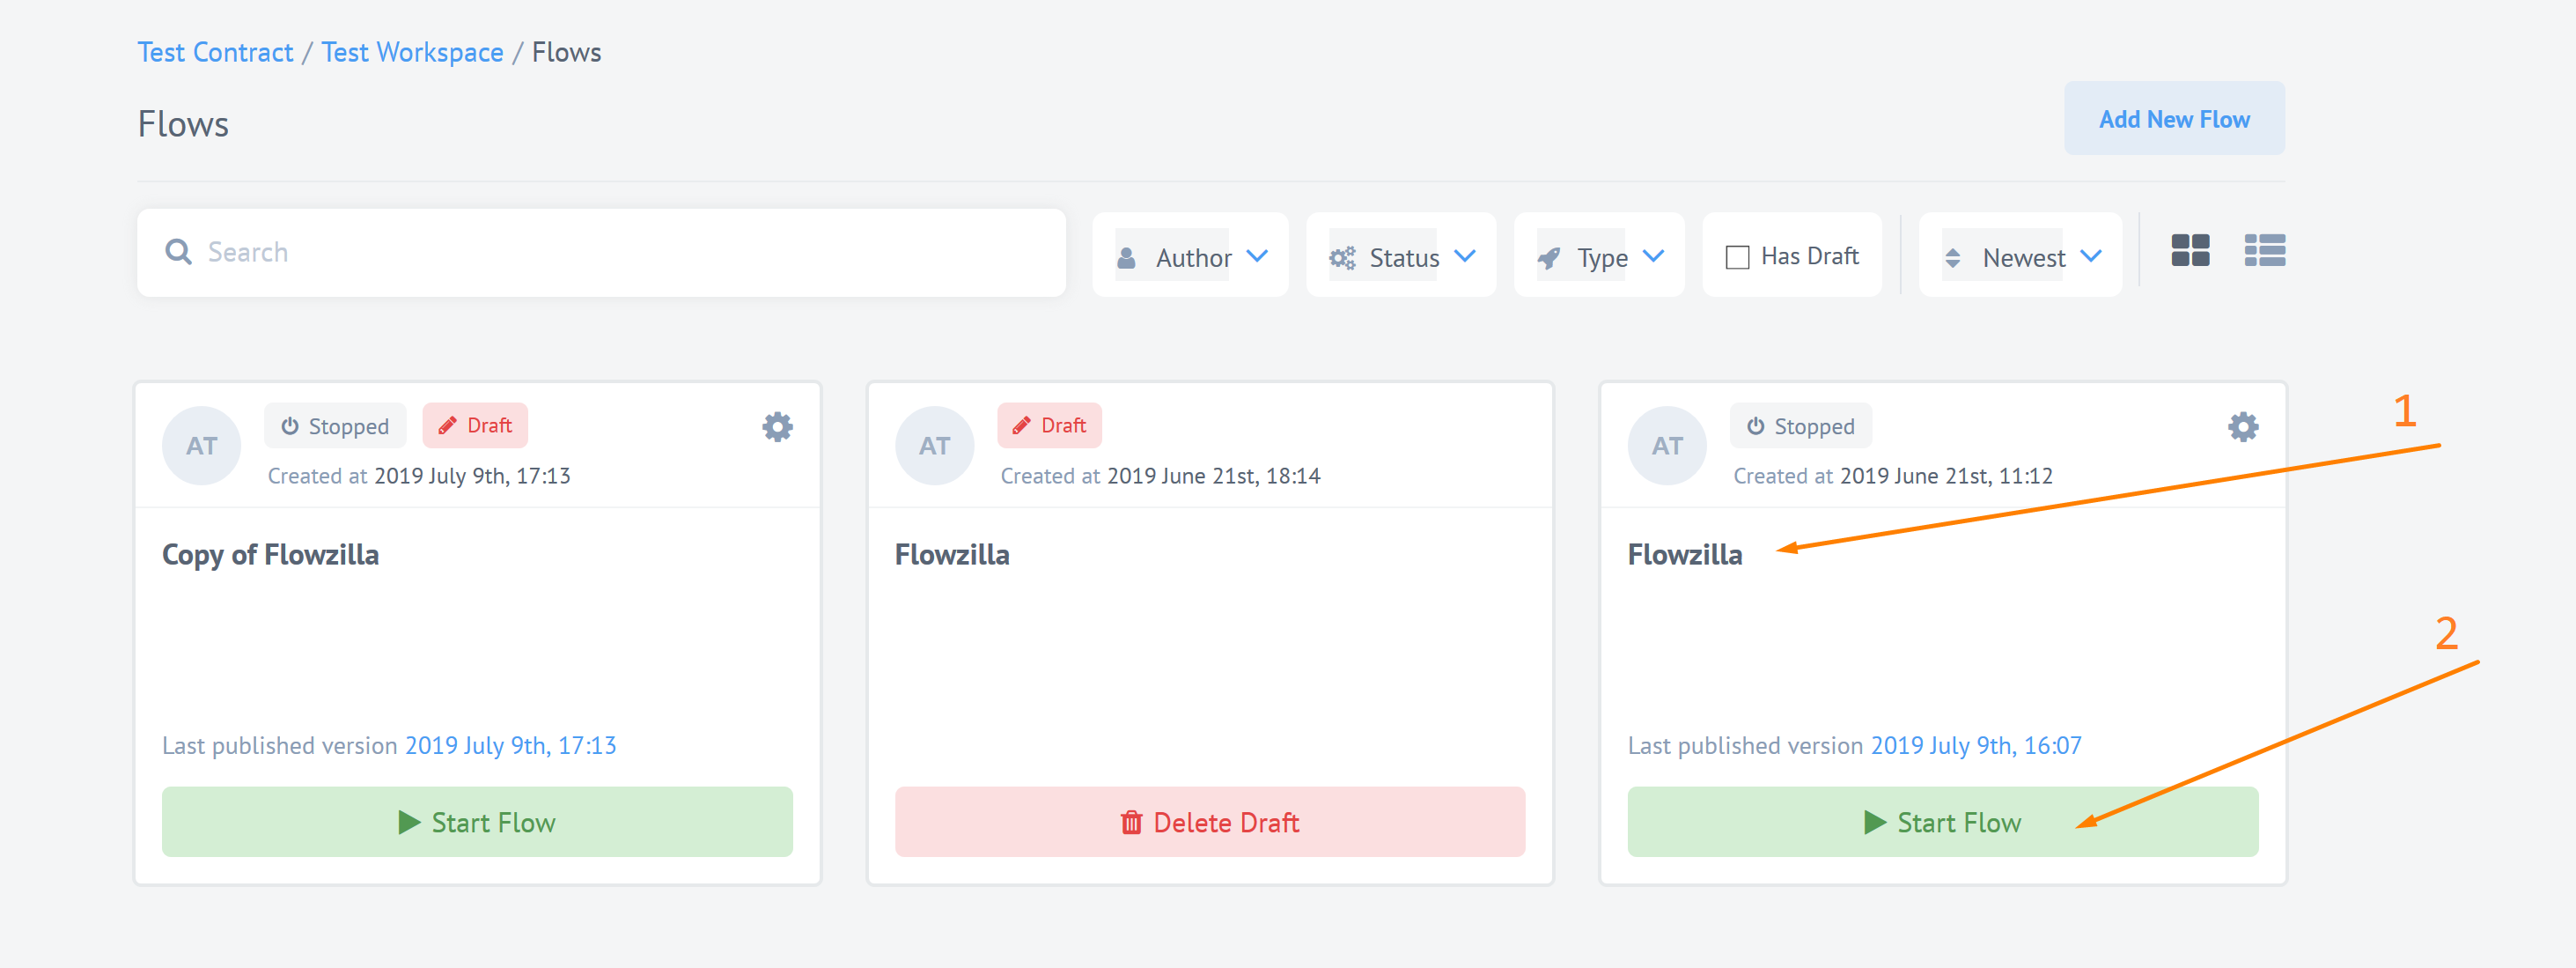 Test Contract / Test Workspace / Flows
Flows
Add New Flow
Search
Author
Status
Type
Has Draft
Newest
AT
Stopped
Draft
Created at 2019 July 9th, 17:13
Copy of Flowzilla
Last published version 2019 July 9th, 17:13
Start Flow
AT
Draft
Created at 2019 June 21st, 18:14
Flowzilla
Delete Draft
AT
Stopped
Created at 2019 June 21st, 11:12
Flowzilla
Last published version 2019 July 9th, 16:07
Start Flow
1
2